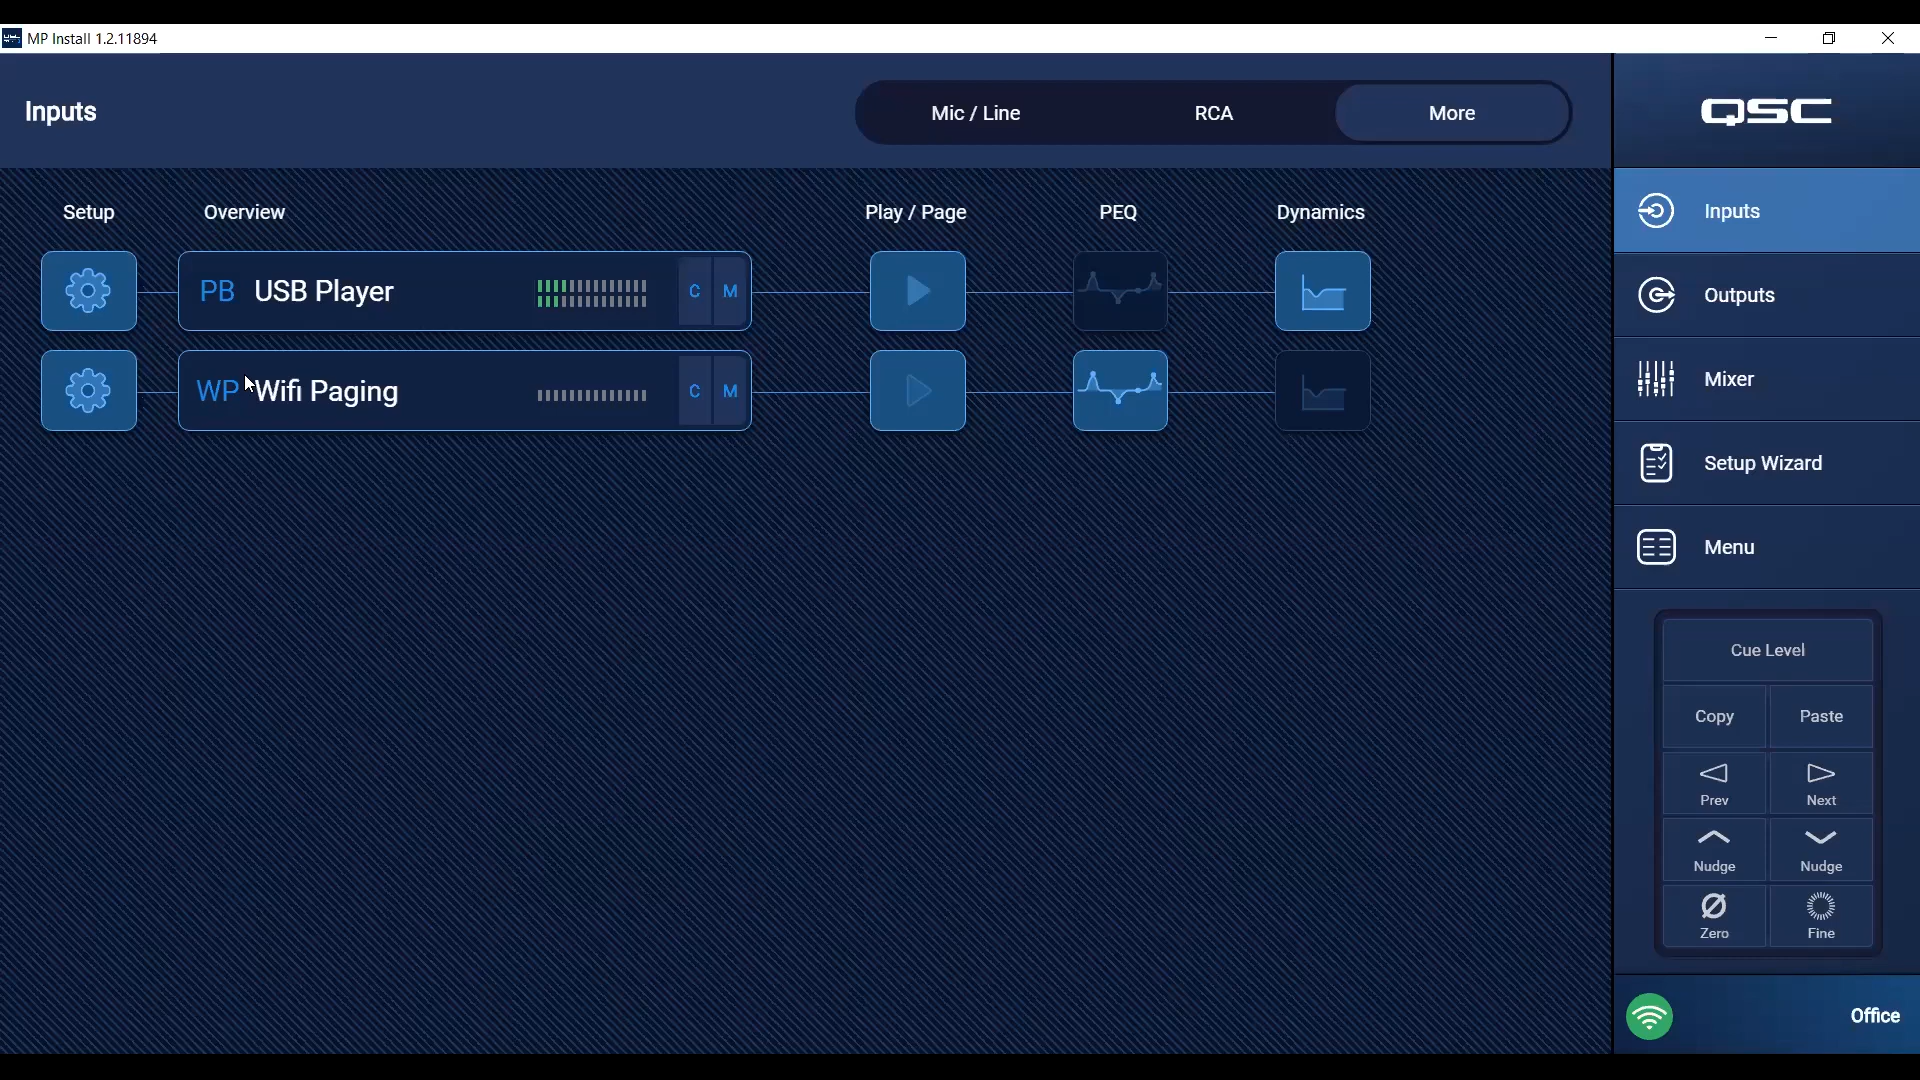 MP Install 1.2.11894
Inputs
Mic / Line
RCA
More
QSC
Setup
Overview
Play / Page
PEQ
Dynamics
PB USB Player C M
WP Wifi Paging C M
Inputs
Outputs
Mixer
Setup Wizard
Menu
Cue Level
Copy
Paste
Prev
Next
Nudge
Nudge
Zero
Fine
Office